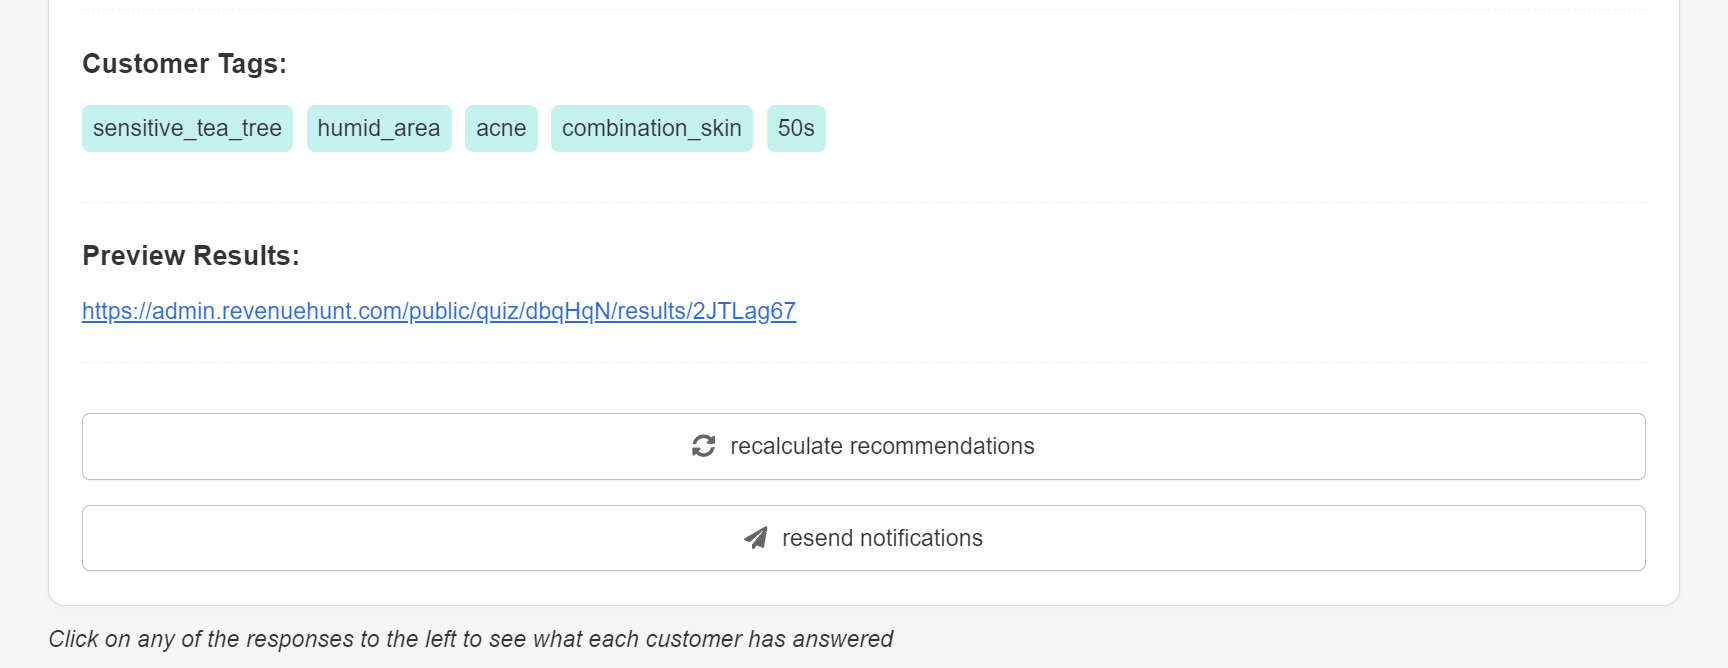 Customer Tags:
sensitive_tea_tree humid_area acne combination_skin 50s
Preview Results:
https://admin.revenuehunt.com/public/quiz/dbqHqN/results/2JTLag67
recalculate recommendations
resend notifications
Click on any of the responses to the left to see what each customer has answered